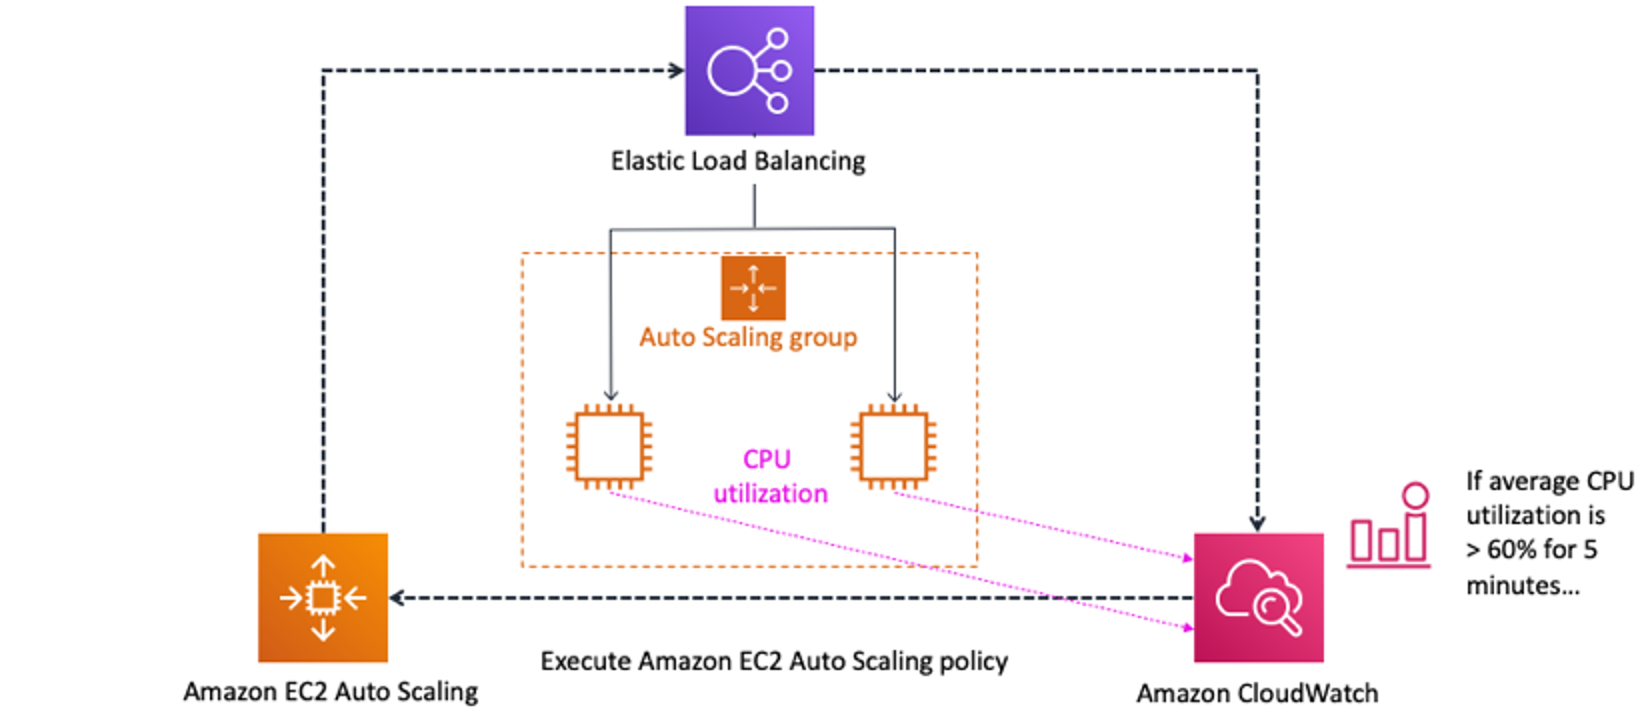 Elastic Load Balancing
Auto Scaling group
CPU
utilization
If average CPU
utilization is
> 60% for 5
minutes...
Execute Amazon EC2 Auto Scaling policy
Amazon EC2 Auto Scaling
Amazon CloudWatch